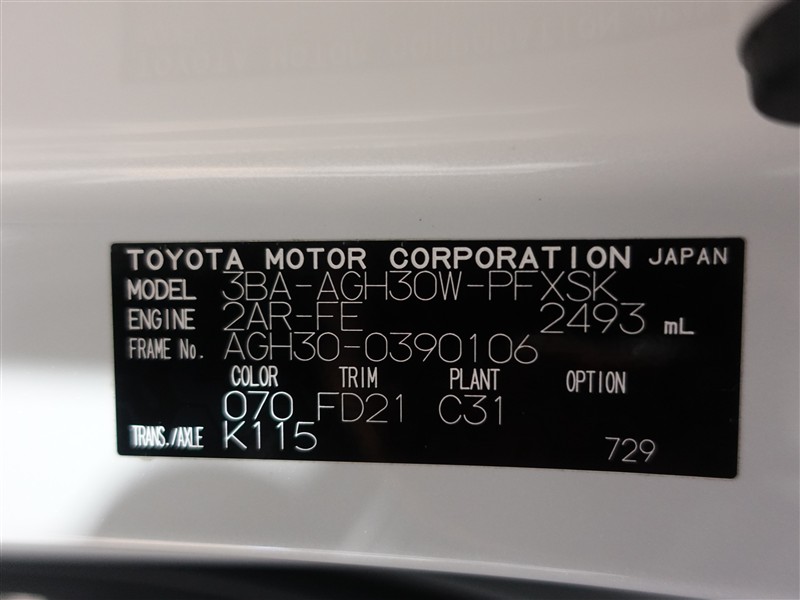 TOYOTA MOTOR CORPORATION JAPAN
MODEL 3BA-AGH30W-PFXSK
ENGINE 2AR-FE 2493 mL
FRAME No. AGH30-0390106
COLOR TRIM PLANT OPTION
070 FD21 C31
TRANS./AXLE K115 729